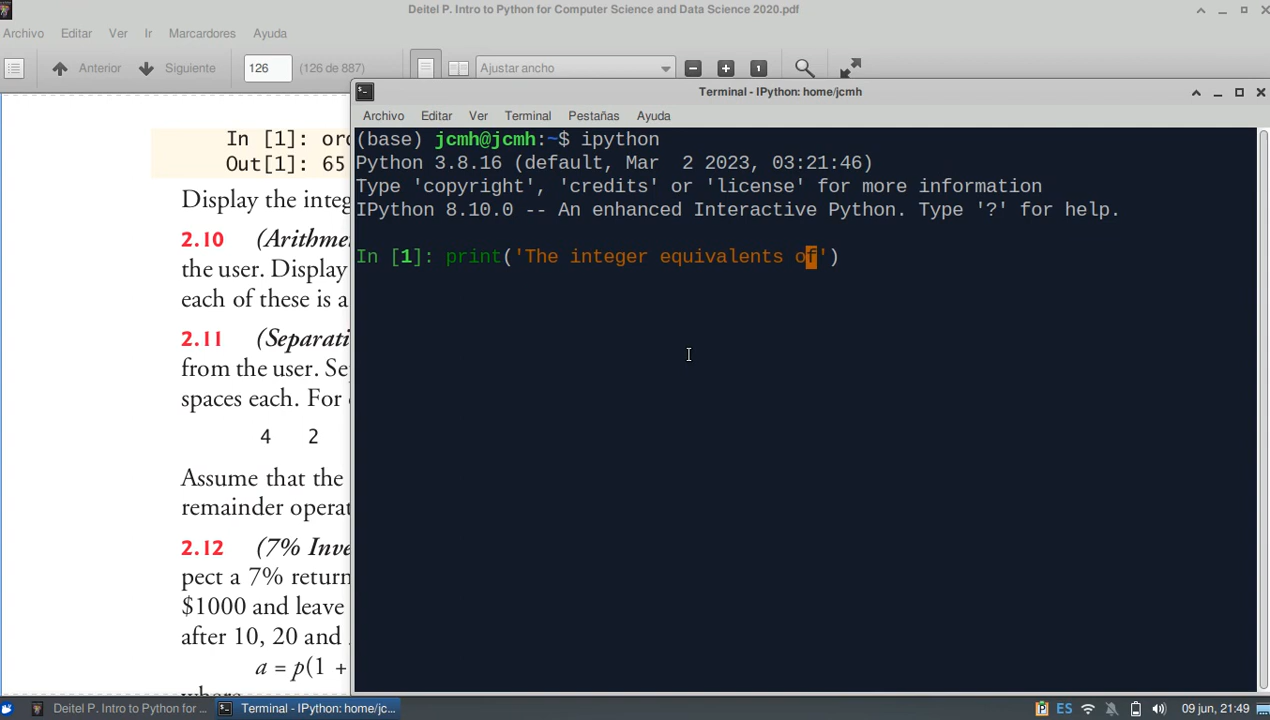 Deitel P. Intro to Python for Computer Science and Data Science 2020.pdf
Archivo Editar Ver Ir Marcardores Ayuda
Anterior Siguiente 126 (126 de 887) Ajustar ancho
Terminal - IPython: home/jcmh
Archivo Editar Ver Terminal Pestañas Ayuda
In [1]: ord
Out[1]: 65
Display the integ
2.10 (Arithme
the user. Display
each of these is a
2.11 (Separati
from the user. Se
spaces each. For
4 2
Assume that the
remainder operat
2.12 (7% Inve
pect a 7% return
$1000 and leave
after 10, 20 and
a = p(1 +
where
(base) jcmh@jcmh:~$ ipython
Python 3.8.16 (default, Mar  2 2023, 03:21:46)
Type 'copyright', 'credits' or 'license' for more information
IPython 8.10.0 -- An enhanced Interactive Python. Type '?' for help.
In [1]: print('The integer equivalents of')
Deitel P. Intro to Python for ...
Terminal - IPython: home/jc...
ES 09 jun, 21:49